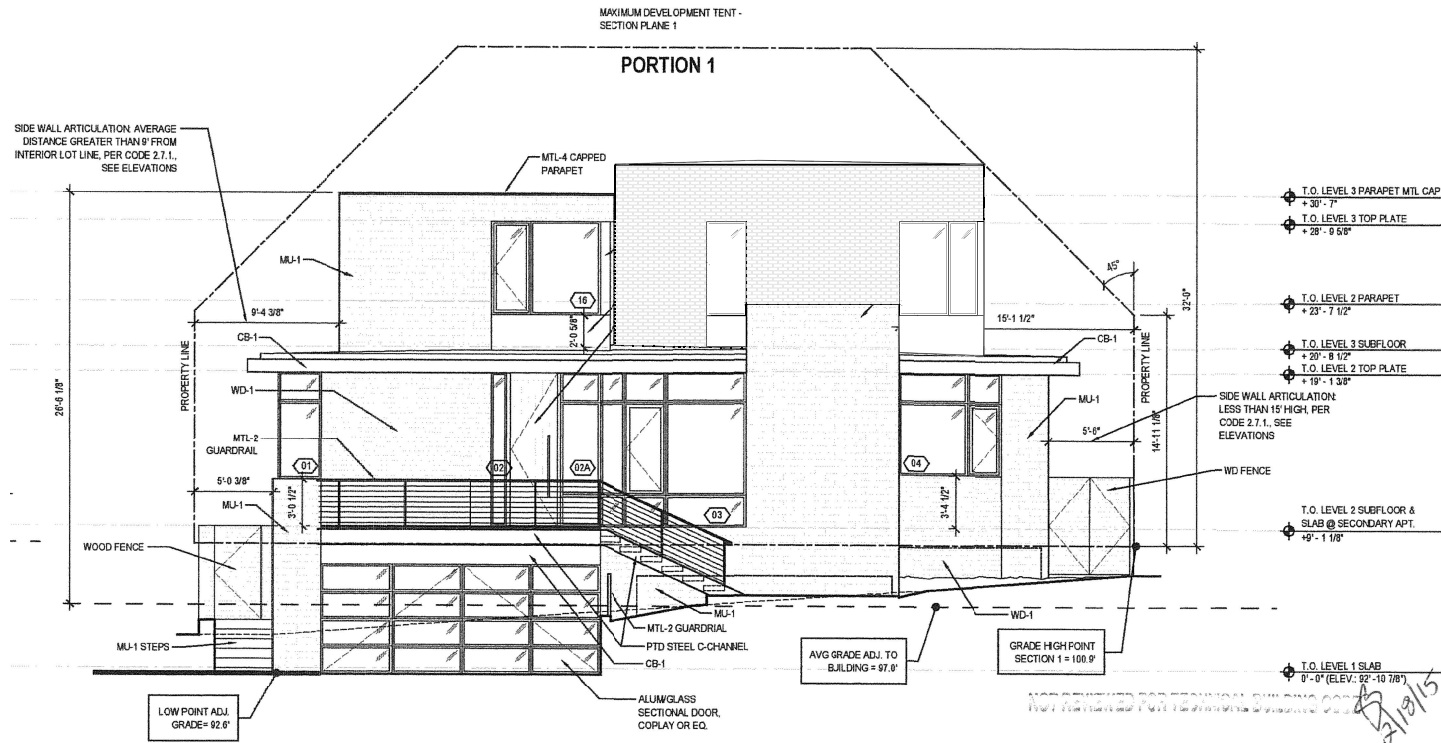 MAXIMUM DEVELOPMENT TENT -
SECTION PLANE 1
PORTION 1
SIDE WALL ARTICULATION: AVERAGE
DISTANCE GREATER THAN 9' FROM
INTERIOR LOT LINE, PER CODE 2.7.1.,
SEE ELEVATIONS
MTL-4 CAPPED
PARAPET
MU-1
16
9'-4 3/8"
2'-0 5/8"
CB-1
PROPERTY LINE
26'-6 1/8"
WD-1
MTL-2
GUARDRAIL
01
02
02A
03
04
5'-0 3/8"
3'-0 1/2"
MU-1
WOOD FENCE
MU-1 STEPS
LOW POINT ADJ.
GRADE= 92.6'
ALUM/GLASS
SECTIONAL DOOR,
COPLAY OR EQ.
MU-1
MTL-2 GUARDRIAL
PTD STEEL C-CHANNEL
CB-1
AVG GRADE ADJ. TO
BUILDING = 97.0'
WD-1
GRADE HIGH POINT
SECTION 1 = 100.9'
3'-4 1/2"
45°
32'-0"
15'-1 1/2"
CB-1
PROPERTY LINE
14'-11 1/8"
MU-1
5'-6"
SIDE WALL ARTICULATION:
LESS THAN 15' HIGH, PER
CODE 2.7.1., SEE
ELEVATIONS
WD FENCE
T.O. LEVEL 3 PARAPET MTL CAP
+ 30' - 7"
T.O. LEVEL 3 TOP PLATE
+ 28' - 9 5/8"
T.O. LEVEL 2 PARAPET
+ 23' - 7 1/2"
T.O. LEVEL 3 SUBFLOOR
+ 20' - 8 1/2"
T.O. LEVEL 2 TOP PLATE
+ 19' - 1 3/8"
T.O. LEVEL 2 SUBFLOOR &
SLAB @ SECONDARY APT.
+9' - 1 1/8"
T.O. LEVEL 1 SLAB
0' - 0" (ELEV.: 92' -10 7/8")
NOT REVIEWED FOR TECHNICAL BUILDING CODE
2/18/15